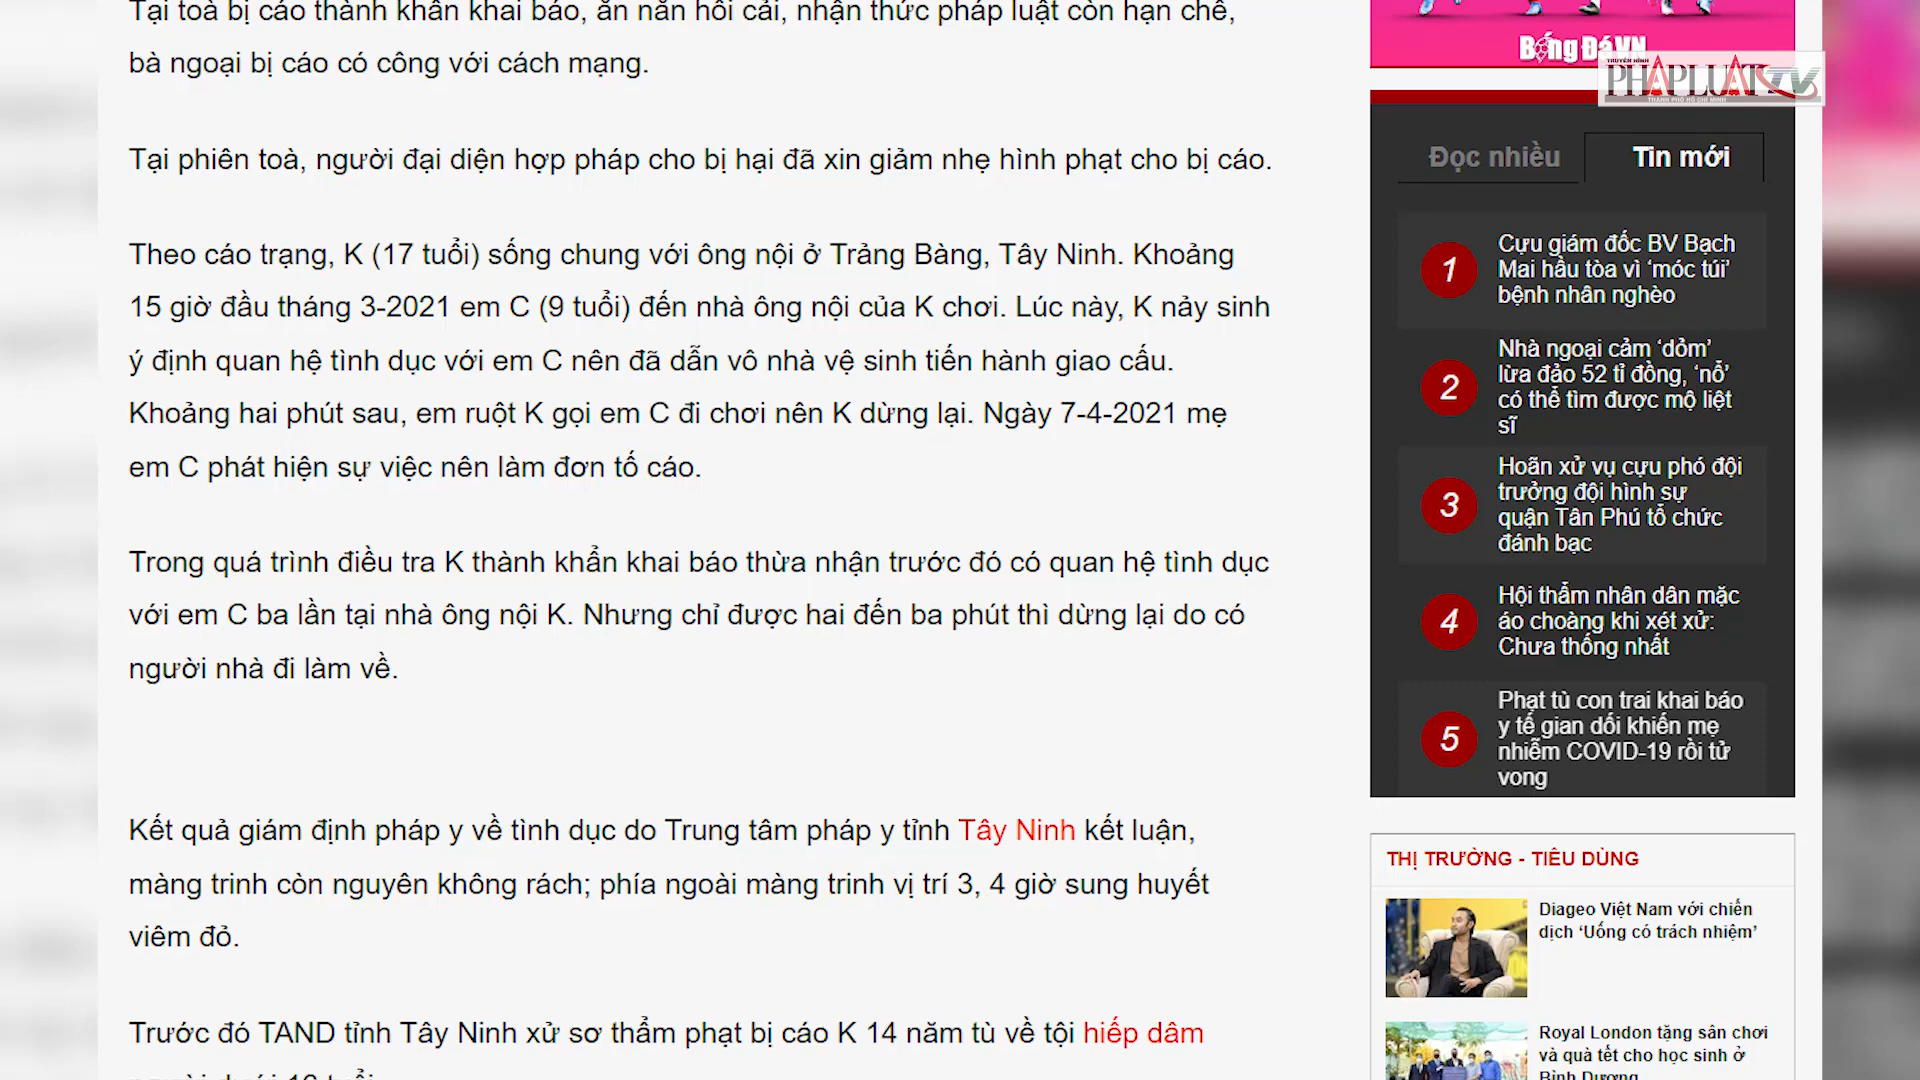 Tại toà bị cáo thành khẩn khai báo, ăn năn hối cải, nhận thức pháp luật còn hạn chế,
bà ngoại bị cáo có công với cách mạng.
Tại phiên toà, người đại diện hợp pháp cho bị hại đã xin giảm nhẹ hình phạt cho bị cáo.
Theo cáo trạng, K (17 tuổi) sống chung với ông nội ở Trảng Bàng, Tây Ninh. Khoảng
15 giờ đầu tháng 3-2021 em C (9 tuổi) đến nhà ông nội của K chơi. Lúc này, K nảy sinh
ý định quan hệ tình dục với em C nên đã dẫn vô nhà vệ sinh tiến hành giao cấu.
Khoảng hai phút sau, em ruột K gọi em C đi chơi nên K dừng lại. Ngày 7-4-2021 mẹ
em C phát hiện sự việc nên làm đơn tố cáo.
Trong quá trình điều tra K thành khẩn khai báo thừa nhận trước đó có quan hệ tình dục
với em C ba lần tại nhà ông nội K. Nhưng chỉ được hai đến ba phút thì dừng lại do có
người nhà đi làm về.
Kết quả giám định pháp y về tình dục do Trung tâm pháp y tỉnh Tây Ninh kết luận,
màng trinh còn nguyên không rách; phía ngoài màng trinh vị trí 3, 4 giờ sung huyết
viêm đỏ.
Trước đó TAND tỉnh Tây Ninh xử sơ thẩm phạt bị cáo K 14 năm tù về tội hiếp dâm
Bóng Đá VN
TRUYỀN HÌNH
PHÁP LUẬT TV
THÀNH PHỐ HỒ CHÍ MINH
Đọc nhiều
Tin mới
1
Cựu giám đốc BV Bạch
Mai hầu tòa vì ‘móc túi’
bệnh nhân nghèo
2
Nhà ngoại cảm ‘dỏm’
lừa đảo 52 tỉ đồng, ‘nổ’
có thể tìm được mộ liệt
sĩ
3
Hoãn xử vụ cựu phó đội
trưởng đội hình sự
quận Tân Phú tổ chức
đánh bạc
4
Hội thẩm nhân dân mặc
áo choàng khi xét xử:
Chưa thống nhất
5
Phạt tù con trai khai báo
y tế gian dối khiến mẹ
nhiễm COVID-19 rồi tử
vong
THỊ TRƯỜNG - TIÊU DÙNG
Diageo Việt Nam với chiến
dịch ‘Uống có trách nhiệm’
Royal London tặng sân chơi
và quà tết cho học sinh ở
Bình Dương